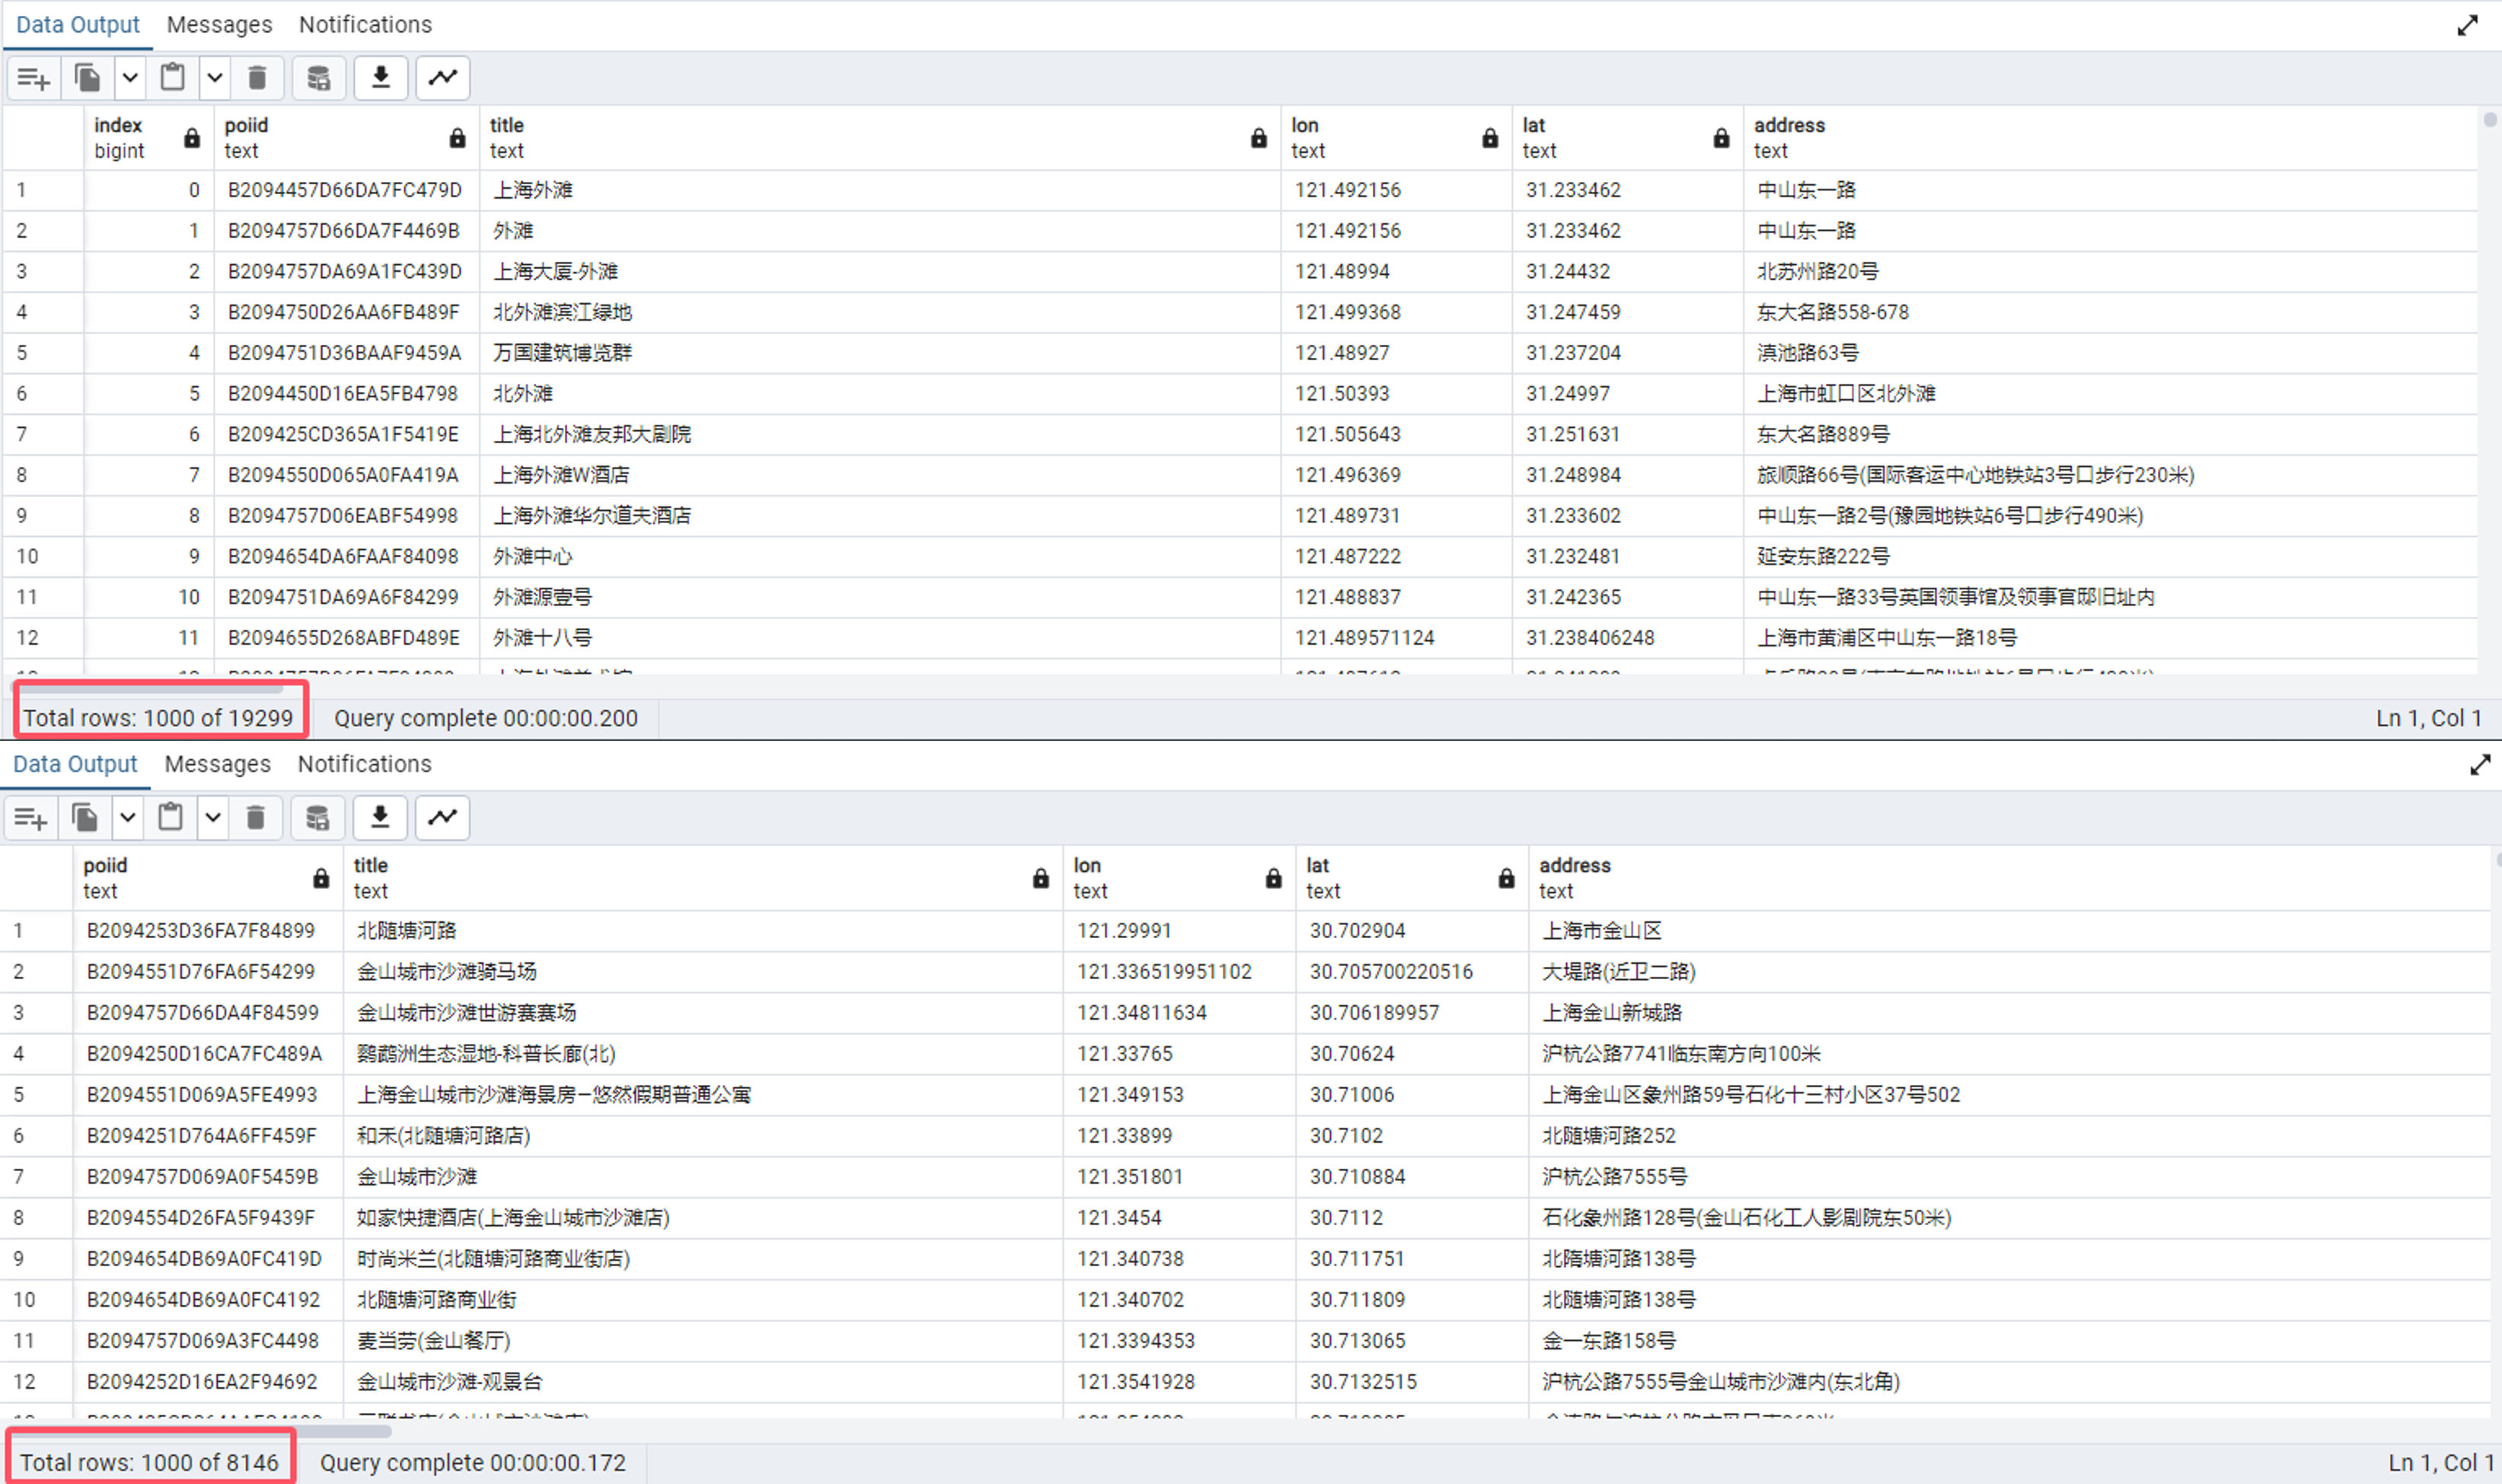 Data Output Messages Notifications
index poiid title lon lat address
bigint text text text text text
1 0 B2094457D66DA7FC479D 上海外滩 121.492156 31.233462 中山东一路
2 1 B2094757D66DA7F4469B 外滩 121.492156 31.233462 中山东一路
3 2 B2094757DA69A1FC439D 上海大厦-外滩 121.48994 31.24432 北苏州路20号
4 3 B2094750D26AA6FB489F 北外滩滨江绿地 121.499368 31.247459 东大名路558-678
5 4 B2094751D36BAAF9459A 万国建筑博览群 121.48927 31.237204 滇池路63号
6 5 B2094450D16EA5FB4798 北外滩 121.50393 31.24997 上海市虹口区北外滩
7 6 B209425CD365A1F5419E 上海北外滩友邦大剧院 121.505643 31.251631 东大名路889号
8 7 B2094550D065A0FA419A 上海外滩W酒店 121.496369 31.248984 旅顺路66号(国际客运中心地铁站3号口步行230米)
9 8 B2094757D06EABF54998 上海外滩华尔道夫酒店 121.489731 31.233602 中山东一路2号(豫园地铁站6号口步行490米)
10 9 B2094654DA6FAAF84098 外滩中心 121.487222 31.232481 延安东路222号
11 10 B2094751DA69A6F84299 外滩源壹号 121.488837 31.242365 中山东一路33号英国领事馆及领事官邸旧址内
12 11 B2094655D268ABFD489E 外滩十八号 121.489571124 31.238406248 上海市黄浦区中山东一路18号
Total rows: 1000 of 19299 Query complete 00:00:00.200 Ln 1, Col 1
Data Output Messages Notifications
poiid title lon lat address
text text text text text
1 B2094253D36FA7F84899 北随塘河路 121.29991 30.702904 上海市金山区
2 B2094551D76FA6F54299 金山城市沙滩骑马场 121.336519951102 30.705700220516 大堤路(近卫二路)
3 B2094757D66DA4F84599 金山城市沙滩世游赛赛场 121.34811634 30.706189957 上海金山新城路
4 B2094250D16CA7FC489A 鹦鹉洲生态湿地-科普长廊(北) 121.33765 30.70624 沪杭公路7741临东南方向100米
5 B2094551D069A5FE4993 上海金山城市沙滩海景房—悠然假期普通公寓 121.349153 30.71006 上海金山区象州路59号石化十三村小区37号502
6 B2094251D764A6FF459F 和禾(北随塘河路店) 121.33899 30.7102 北随塘河路252
7 B2094757D069A0F5459B 金山城市沙滩 121.351801 30.710884 沪杭公路7555号
8 B2094554D26FA5F9439F 如家快捷酒店(上海金山城市沙滩店) 121.3454 30.7112 石化象州路128号(金山石化工人影剧院东50米)
9 B2094654DB69A0FC419D 时尚米兰(北随塘河路商业街店) 121.340738 30.711751 北隋塘河路138号
10 B2094654DB69A0FC4192 北随塘河路商业街 121.340702 30.711809 北随塘河路138号
11 B2094757D069A3FC4498 麦当劳(金山餐厅) 121.3394353 30.713065 金一东路158号
12 B2094252D16EA2F94692 金山城市沙滩-观景台 121.3541928 30.7132515 沪杭公路7555号金山城市沙滩内(东北角)
Total rows: 1000 of 8146 Query complete 00:00:00.172 Ln 1, Col 1